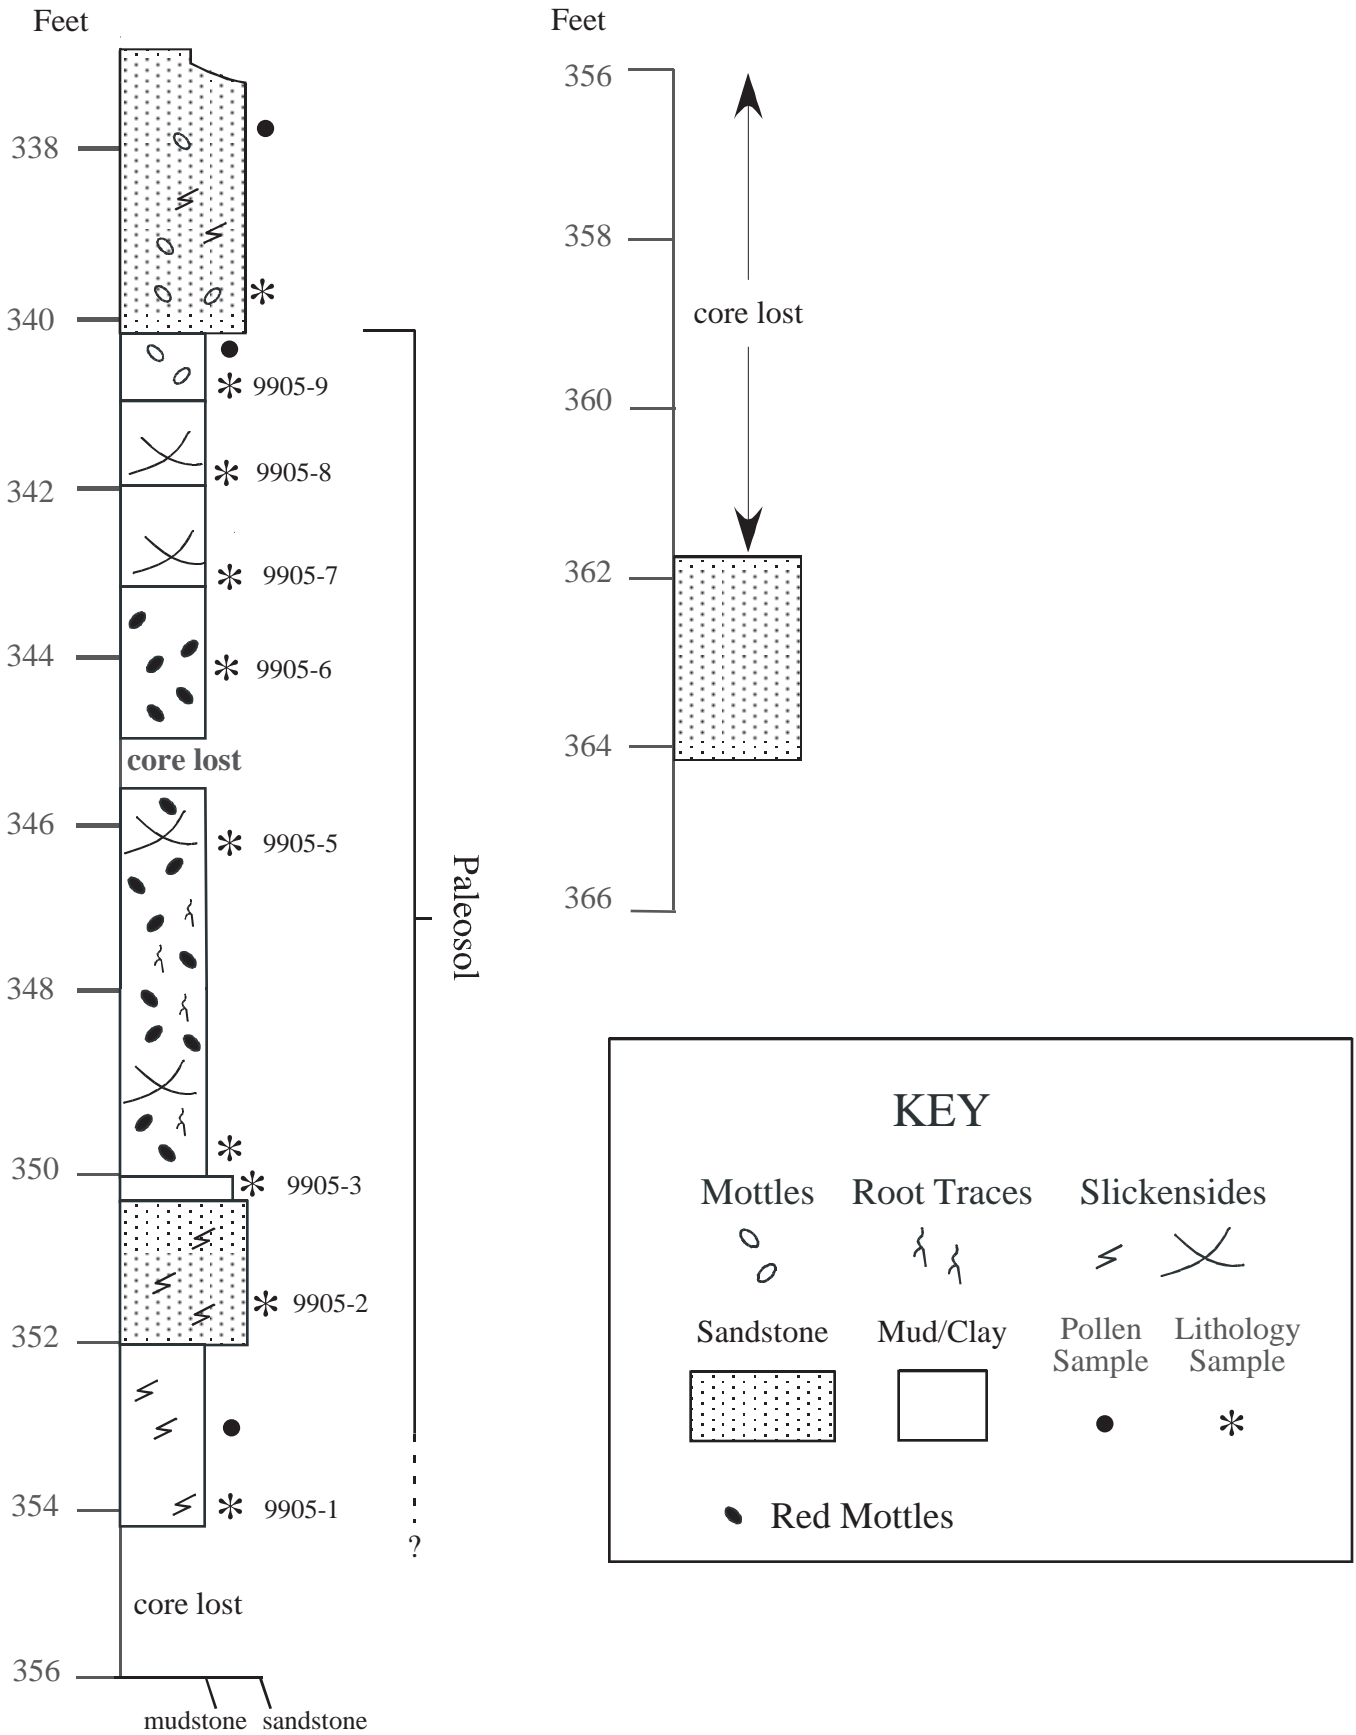 Feet
338
340
9905-9
9905-8
342
9905-7
344
9905-6
core lost
346
9905-5
Paleosol
348
350
9905-3
9905-2
352
354
9905-1
?
core lost
356
mudstone sandstone
Feet
356
358
core lost
360
362
364
366
KEY
Mottles Root Traces Slickensides
Sandstone Mud/Clay Pollen Sample Lithology Sample
Red Mottles